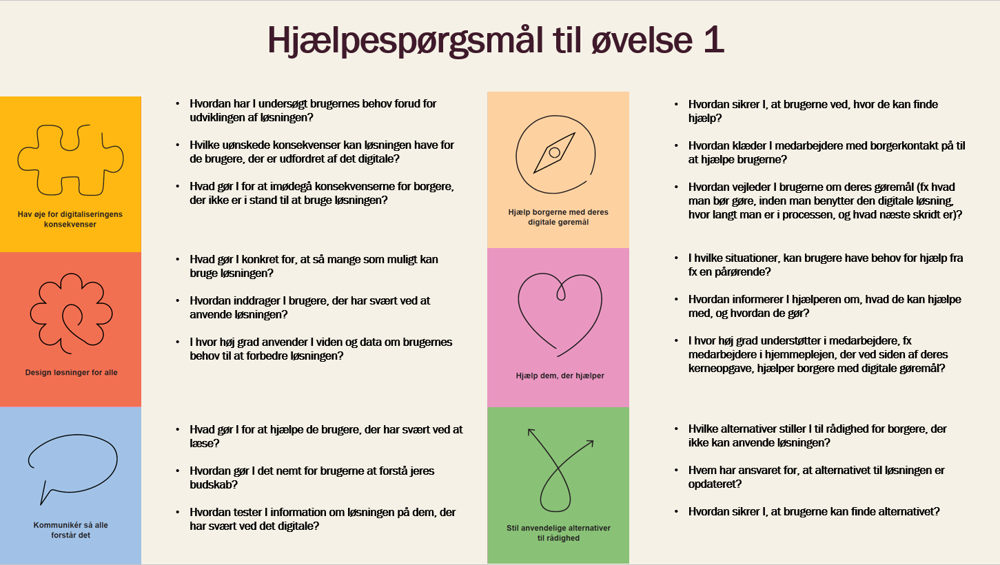 Hjælpespørgsmål til øvelse 1
Hav øje for digitaliseringens
konsekvenser
• Hvordan har I undersøgt brugernes behov forud for
udviklingen af løsningen?
• Hvilke uønskede konsekvenser kan løsningen have for
de brugere, der er udfordret af det digitale?
• Hvad gør I for at imødegå konsekvenserne for borgere,
der ikke er i stand til at bruge løsningen?
Design løsninger for alle
• Hvad gør I konkret for, at så mange som muligt kan
bruge løsningen?
• Hvordan inddrager I brugere, der har svært ved at
anvende løsningen?
• I hvor høj grad anvender I viden og data om brugernes
behov til at forbedre løsningen?
Kommunikér så alle
forstår det
• Hvad gør I for at hjælpe de brugere, der har svært ved at
læse?
• Hvordan gør I det nemt for brugerne at forstå jeres
budskab?
• Hvordan tester I information om løsningen på dem, der
har svært ved det digitale?
Hjælp borgerne med deres
digitale gøremål
• Hvordan sikrer I, at brugerne ved, hvor de kan finde
hjælp?
• Hvordan klæder I medarbejdere med borgerkontakt på til
at hjælpe brugerne?
• Hvordan vejleder I brugerne om deres gøremål (fx hvad
man bør gøre, inden man benytter den digitale løsning,
hvor langt man er i processen, og hvad næste skridt er)?
Hjælp dem, der hjælper
• I hvilke situationer, kan brugere have behov for hjælp fra
fx en pårørende?
• Hvordan informerer I hjælperen om, hvad de kan hjælpe
med, og hvordan de gør?
• I hvor høj grad understøtter i medarbejdere, fx
medarbejdere i hjemmeplejen, der ved siden af deres
kerneopgave, hjælper borgere med digitale gøremål?
Stil anvendelige alternativer
til rådighed
• Hvilke alternativer stiller I til rådighed for borgere, der
ikke kan anvende løsningen?
• Hvem har ansvaret for, at alternativet til løsningen er
opdateret?
• Hvordan sikrer I, at brugerne kan finde alternativet?